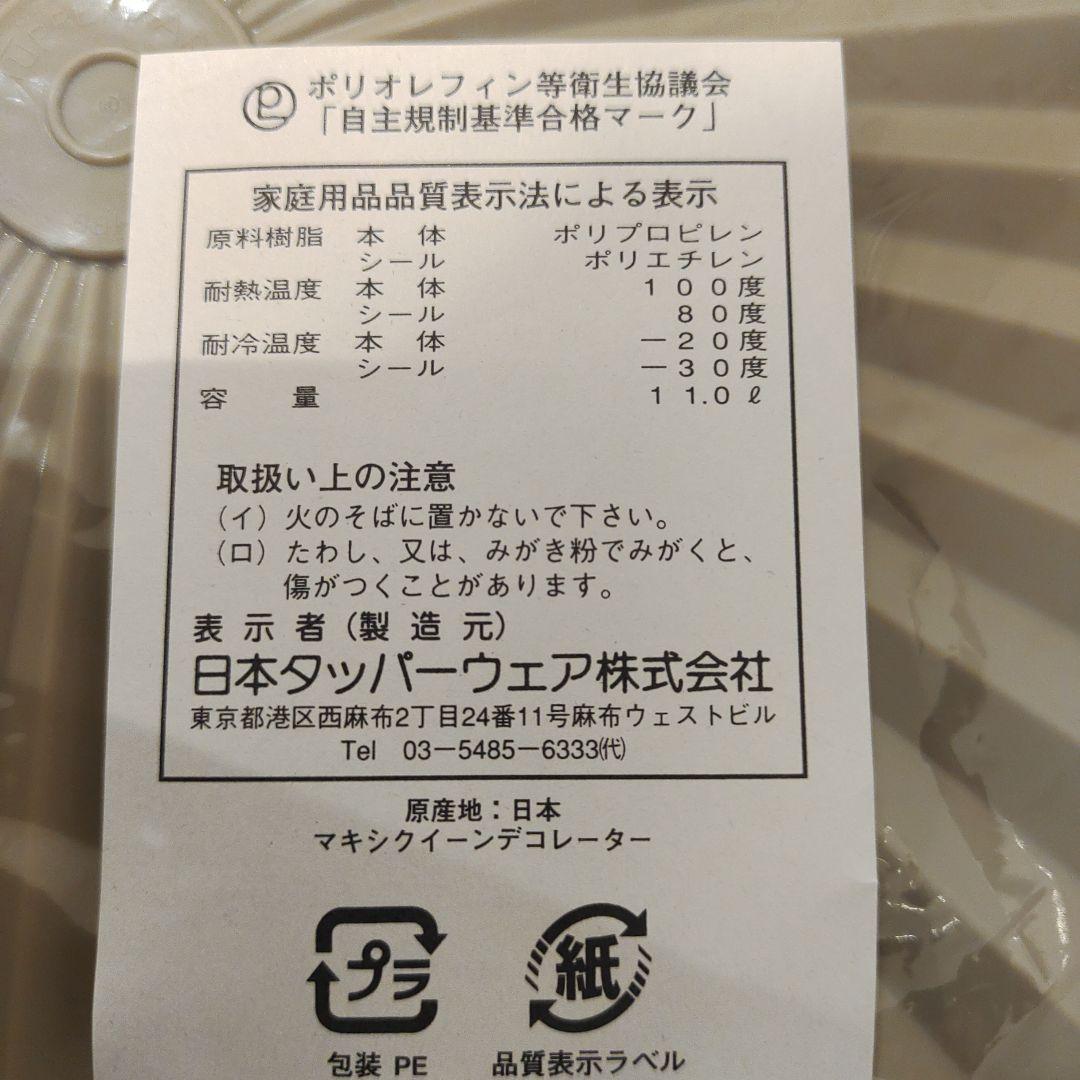 ポリオレフィン等衛生協議会
「自主規制基準合格マーク」
家庭用品品質表示法による表示
原料樹脂 本体 ポリプロピレン
シール ポリエチレン
耐熱温度 本体 100度
シール 80度
耐冷温度 本体 －20度
シール －30度
容量 11.0ℓ
取扱い上の注意
（イ）火のそばに置かないで下さい。
（ロ）たわし、又は、みがき粉でみがくと、
傷がつくことがあります。
表示者（製造元）
日本タッパーウェア株式会社
東京都港区西麻布2丁目24番11号麻布ウェストビル
Tel 03－5485－6333㈹
原産地：日本
マキシクイーンデコレーター
プラ 紙
包装 PE 品質表示ラベル